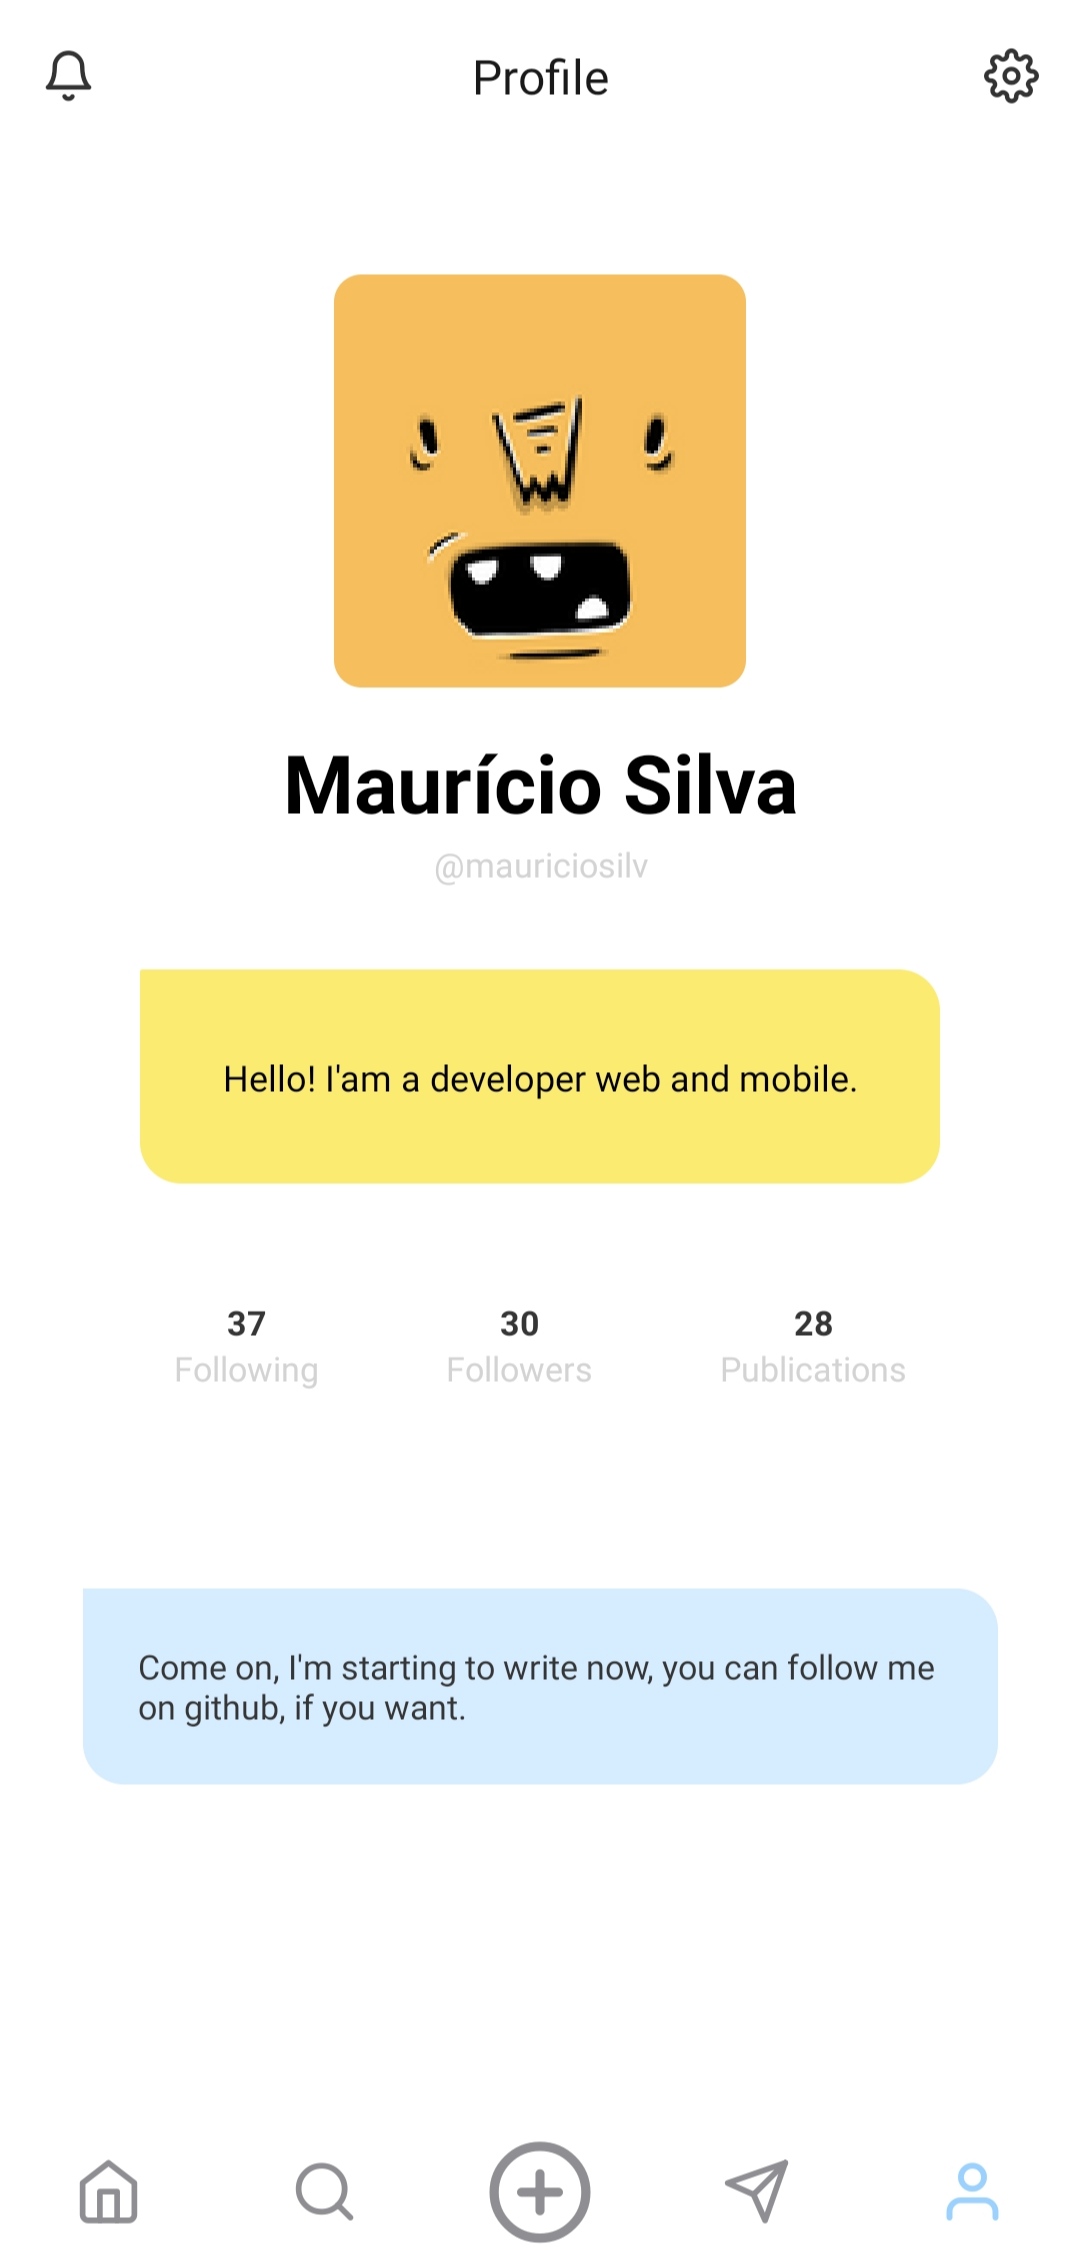 Profile
Maurício Silva
@mauriciosilv
Hello! I'am a developer web and mobile.
37
Following
30
Followers
28
Publications
Come on, I'm starting to write now, you can follow me
on github, if you want.